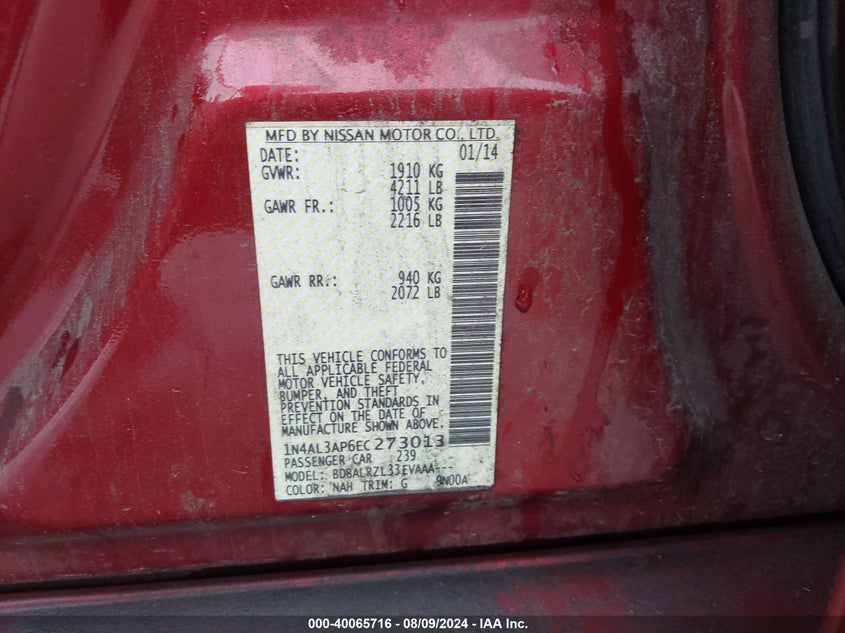 MFD BY NISSAN MOTOR CO., LTD.
DATE: 01/14
GVWR: 1910 KG
4211 LB
GAWR FR.: 1005 KG
2216 LB
GAWR RR.: 940 KG
2072 LB
THIS VEHICLE CONFORMS TO
ALL APPLICABLE FEDERAL
MOTOR VEHICLE SAFETY,
BUMPER, AND THEFT
PREVENTION STANDARDS IN
EFFECT ON THE DATE OF
MANUFACTURE SHOWN ABOVE.
1N4AL3AP6EC273013
PASSENGER CAR 239
MODEL: BDBALRZL33EVAAA---
COLOR: NAH TRIM: G 9N00A
000-40065716 - 08/09/2024 - IAA Inc.